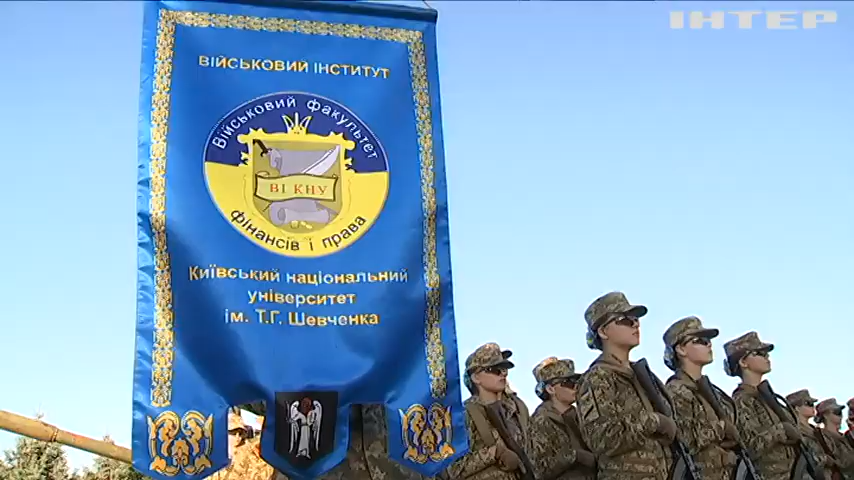 ІНТЕР
ВІЙСЬКОВИЙ ІНСТИТУТ
Військовий факультет
ВІ КНУ
фінансів і права
Київський національний
університет
ім. Т.Г. Шевченка